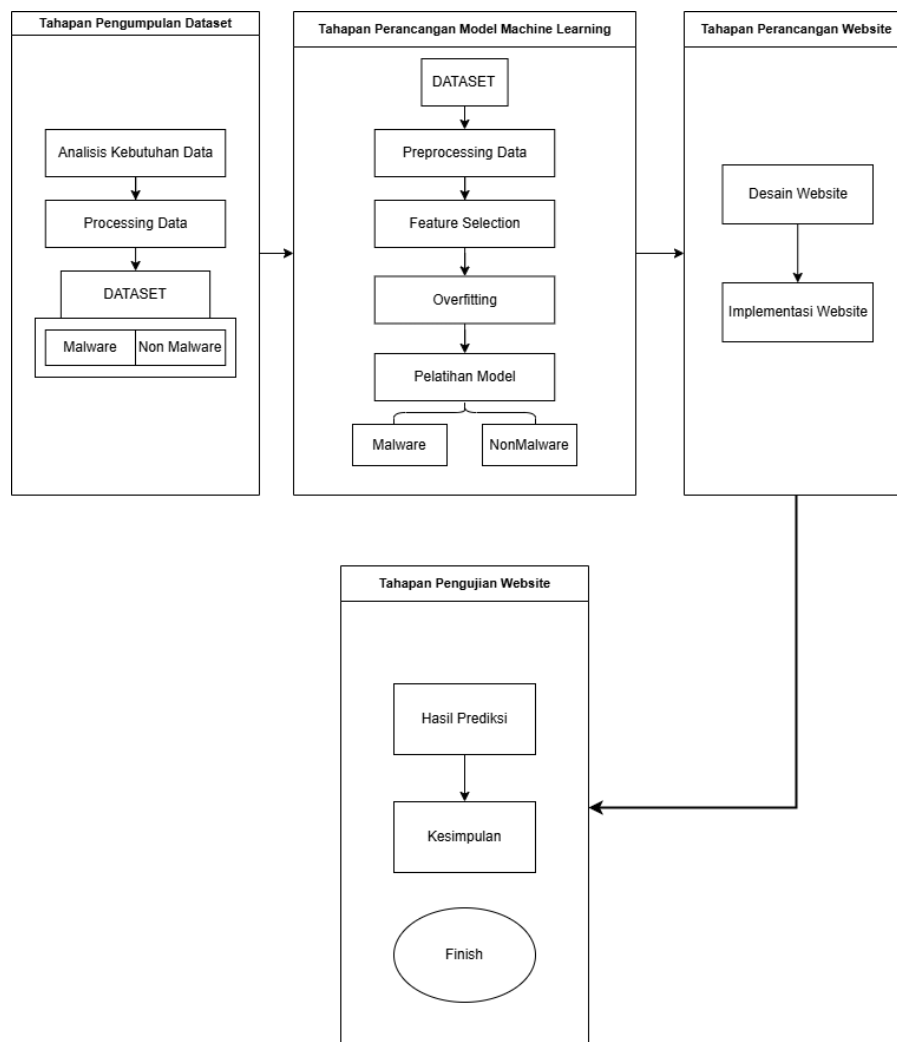 Tahapan Pengumpulan Dataset
Analisis Kebutuhan Data
Processing Data
DATASET
Malware
Non Malware
Tahapan Perancangan Model Machine Learning
DATASET
Preprocessing Data
Feature Selection
Overfitting
Pelatihan Model
Malware
NonMalware
Tahapan Perancangan Website
Desain Website
Implementasi Website
Tahapan Pengujian Website
Hasil Prediksi
Kesimpulan
Finish